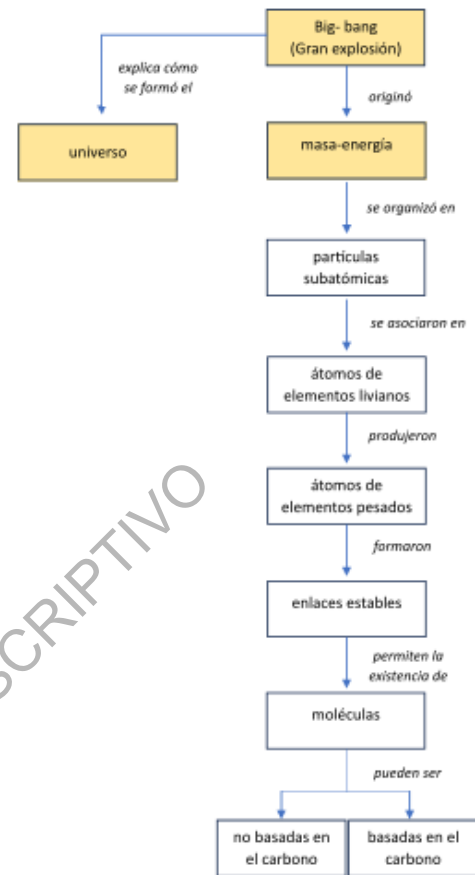 Big- bang
(Gran explosión)
explica cómo
se formó el
originó
universo
masa-energía
se organizó en
partículas
subatómicas
se asociaron en
átomos de
elementos livianos
produjeron
átomos de
elementos pesados
formaron
enlaces estables
permiten la
existencia de
moléculas
pueden ser
no basadas en
el carbono
basadas en el
carbono